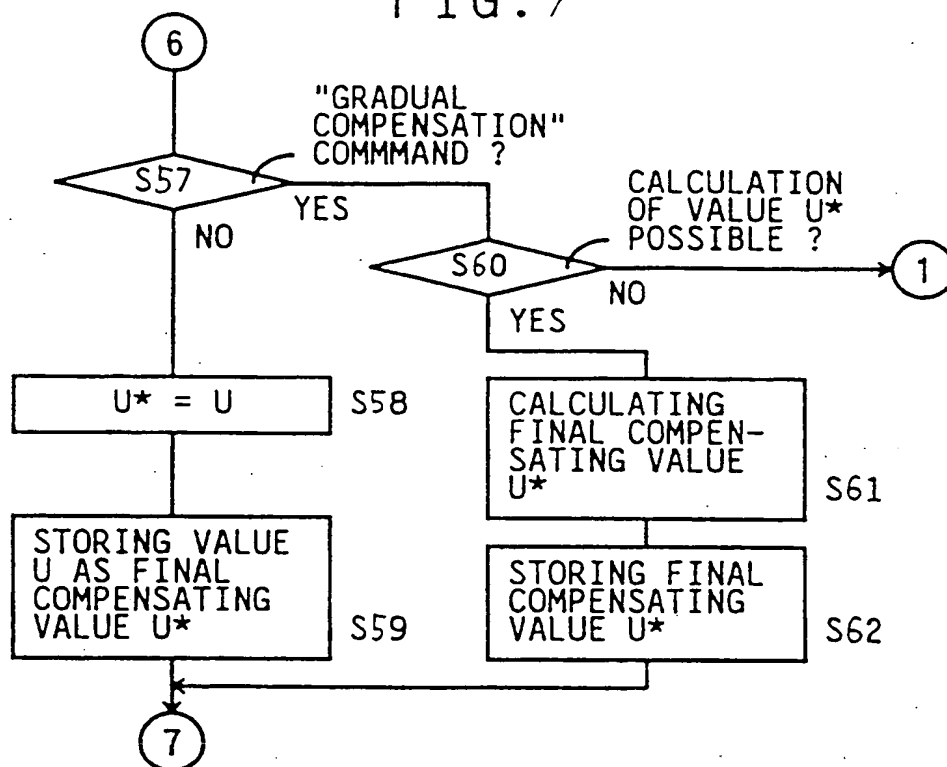 FIG. 7
6
"GRADUAL
COMPENSATION"
COMMMAND ?
S57
YES
NO
CALCULATION
OF VALUE U*
POSSIBLE ?
S60
NO
YES
1
U* = U
S58
CALCULATING
FINAL COMPEN-
SATING VALUE
U*
S61
STORING VALUE
U AS FINAL
COMPENSATING
VALUE U*
S59
STORING FINAL
COMPENSATING
VALUE U*
S62
7